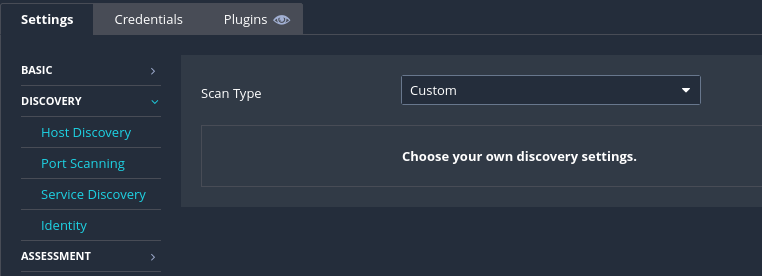 Settings
Credentials
Plugins
BASIC
DISCOVERY
Host Discovery
Port Scanning
Service Discovery
Identity
ASSESSMENT
Scan Type
Custom
Choose your own discovery settings.